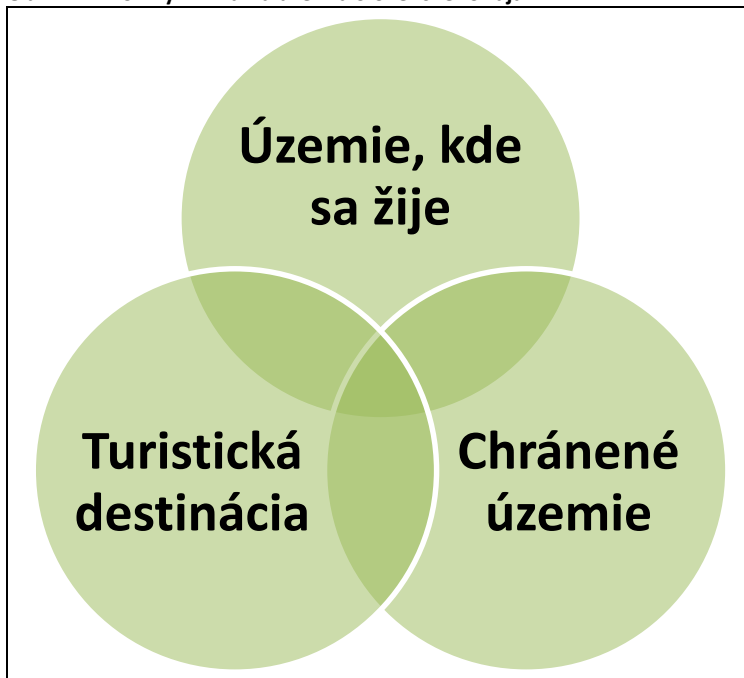 Územie, kde
sa žije
Turistická
destinácia
Chránené
územie